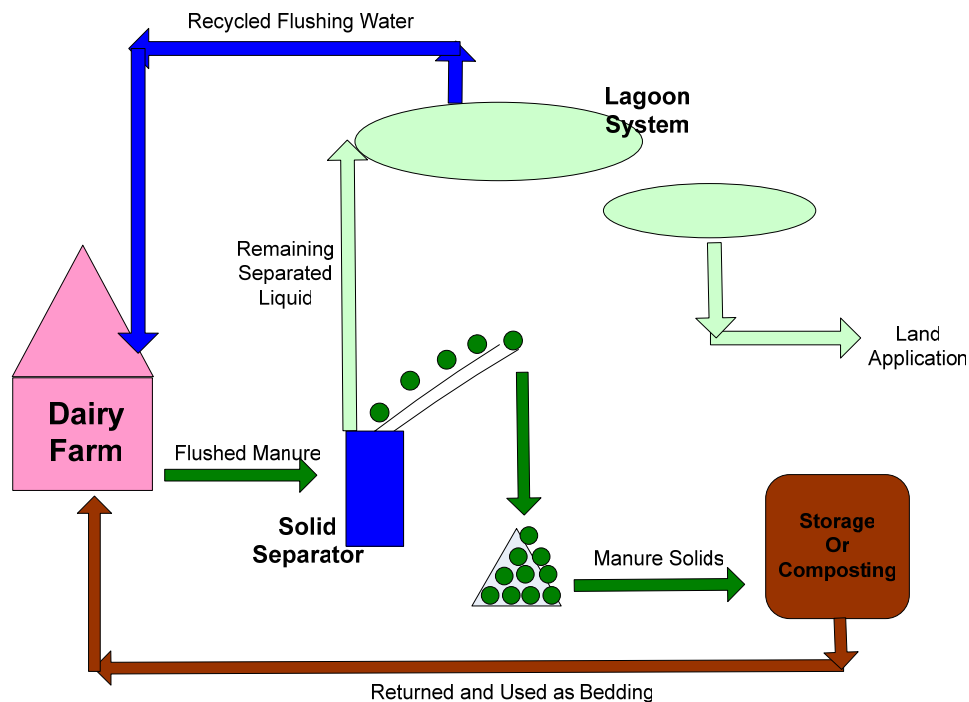 Recycled Flushing Water
Lagoon
System
Remaining
Separated
Liquid
Land
Application
Dairy
Farm
Flushed Manure
Solid
Separator
Storage
Or
Composting
Manure Solids
Returned and Used as Bedding